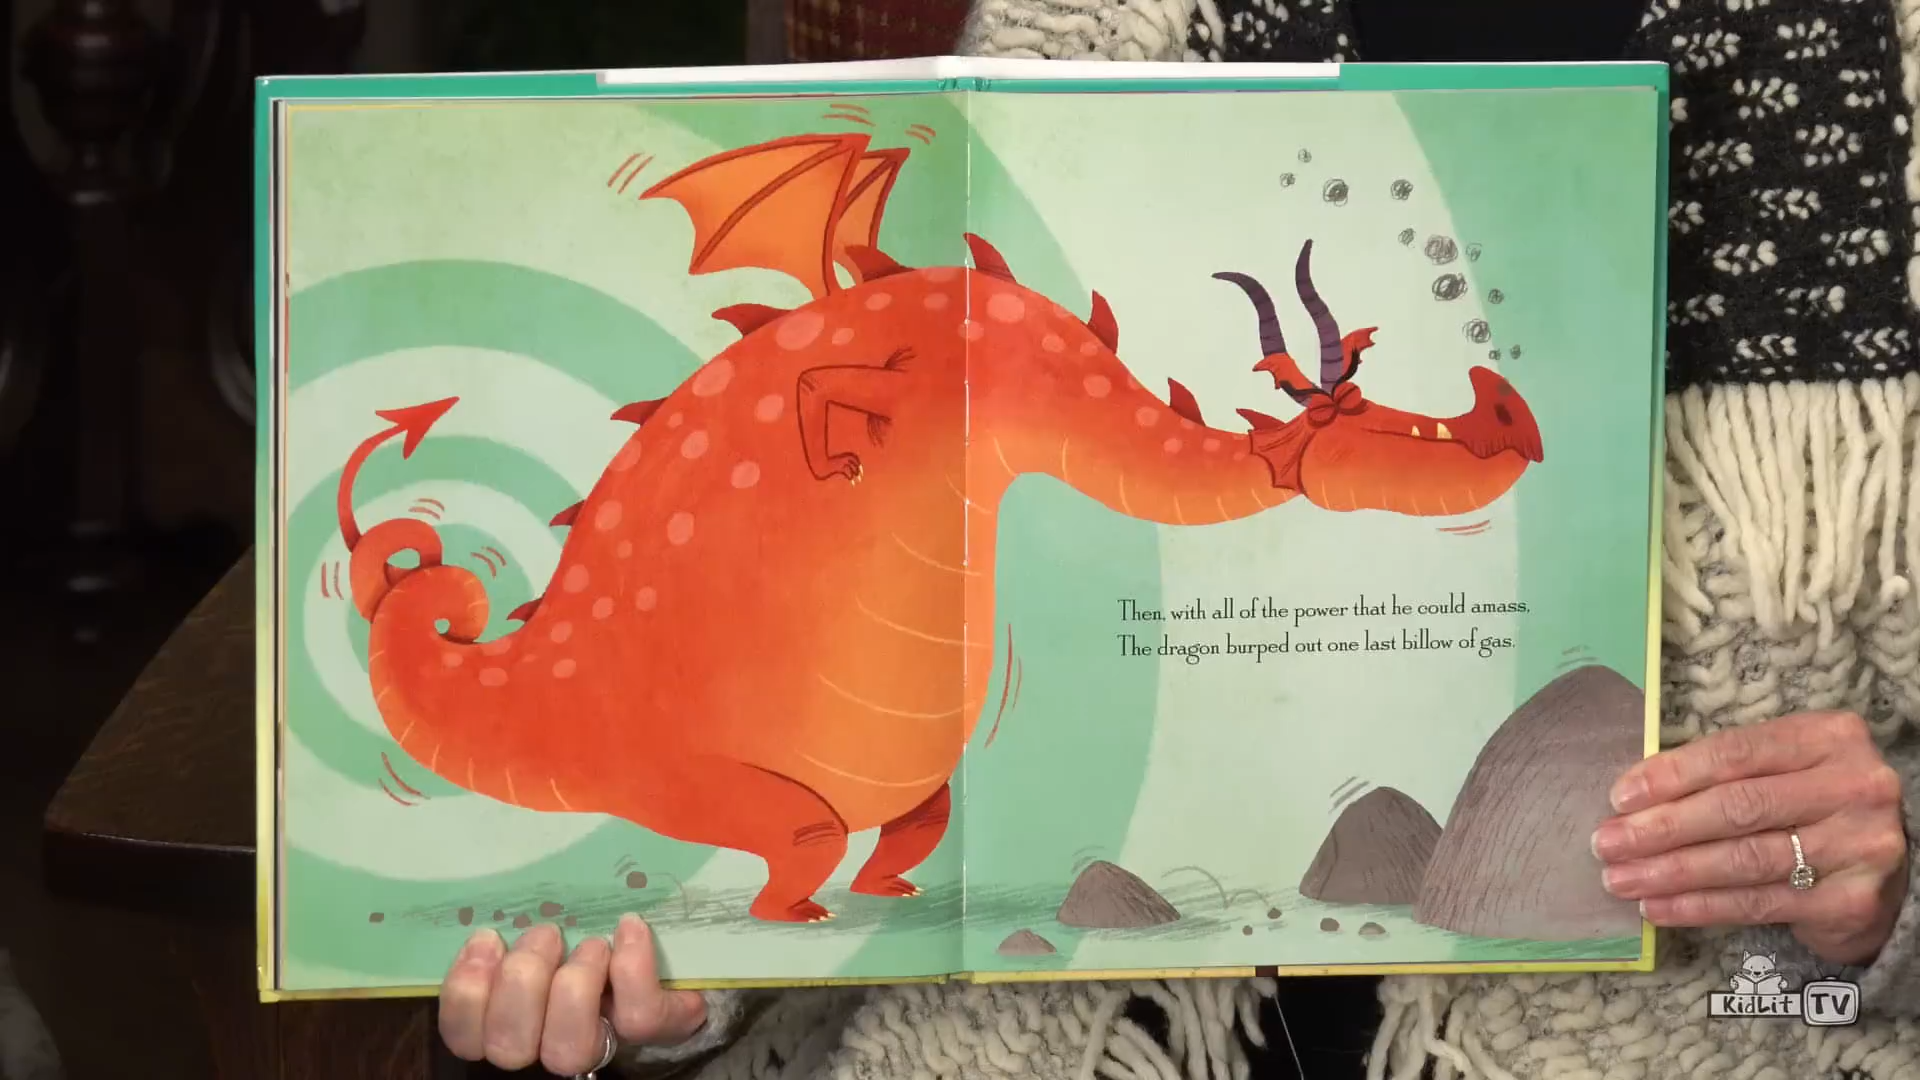 Then, with all of the power that he could amass,
The dragon burped out one last billow of gas.
KidLit TV